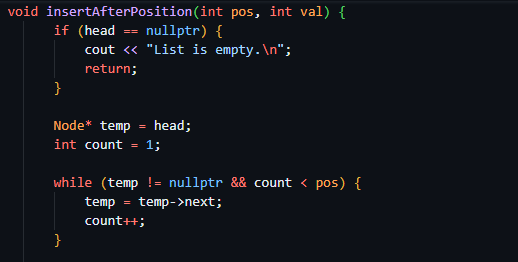 void insertAfterPosition(int pos, int val) {
    if (head == nullptr) {
        cout << "List is empty.\n";
        return;
    }

    Node* temp = head;
    int count = 1;

    while (temp != nullptr && count < pos) {
        temp = temp->next;
        count++;
    }